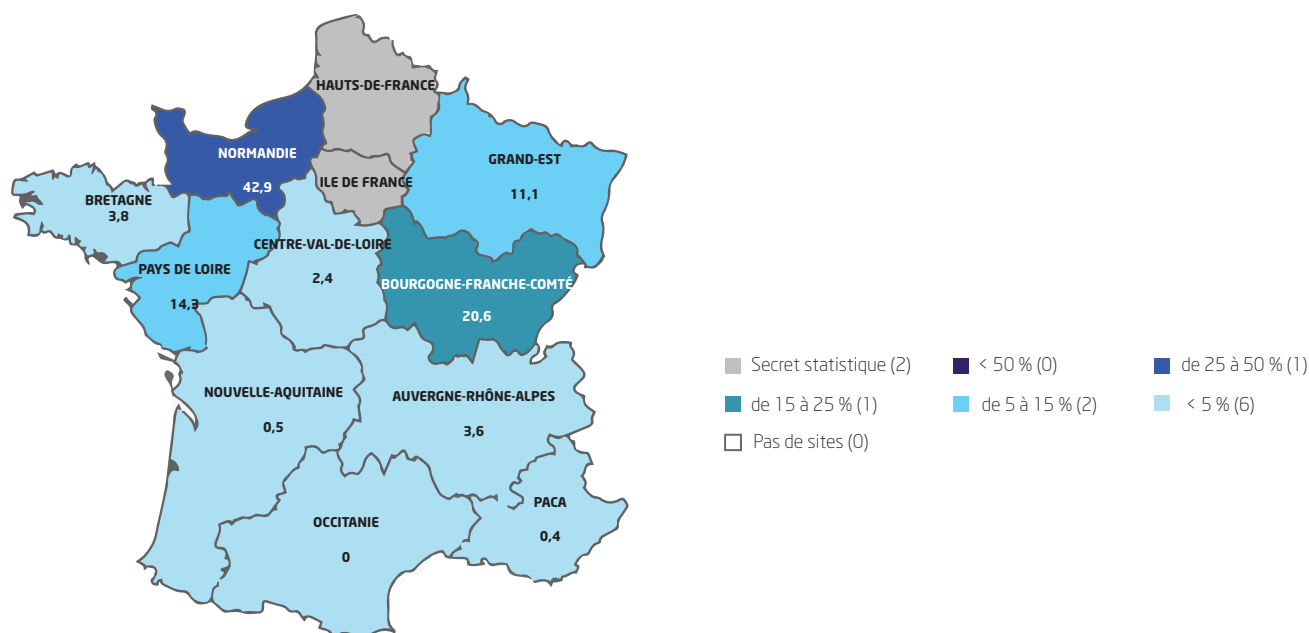 HAUTS-DE-FRANCE
NORMANDIE
42,9
ILE DE FRANCE
GRAND-EST
11,1
BRETAGNE
3,8
CENTRE-VAL-DE-LOIRE
2,4
PAYS DE LOIRE
14,3
BOURGOGNE-FRANCHE-COMTÉ
20,6
NOUVELLE-AQUITAINE
0,5
AUVERGNE-RHÔNE-ALPES
3,6
OCCITANIE
0
PACA
0,4
Secret statistique (2)
< 50 % (0)
de 25 à 50 % (1)
de 15 à 25 % (1)
de 5 à 15 % (2)
< 5 % (6)
Pas de sites (0)